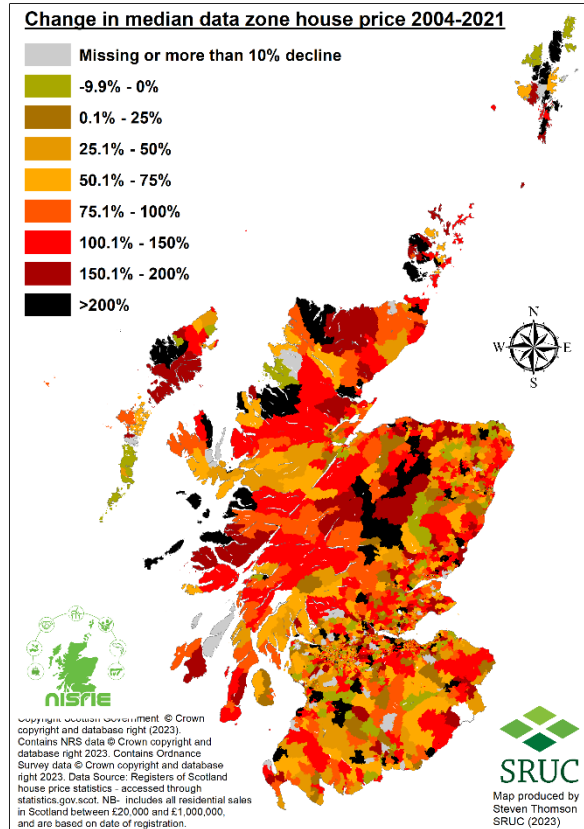 Change in median data zone house price 2004-2021
Missing or more than 10% decline
-9.9% - 0%
0.1% - 25%
25.1% - 50%
50.1% - 75%
75.1% - 100%
100.1% - 150%
150.1% - 200%
>200%
N
W E
S
NISRIE
Copyright Scottish Government © Crown
copyright and database right (2023).
Contains NRS data © Crown copyright and
database right 2023. Contains Ordnance
Survey data © Crown copyright and database
right 2023. Data Source: Registers of Scotland
house price statistics - accessed through
statistics.gov.scot. NB- includes all residential sales
in Scotland between £20,000 and £1,000,000,
and are based on date of registration.
SRUC
Map produced by
Steven Thomson
SRUC (2023)